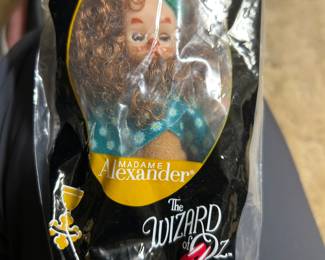 MADAME
Alexander®
The
WIZARD
of Oz